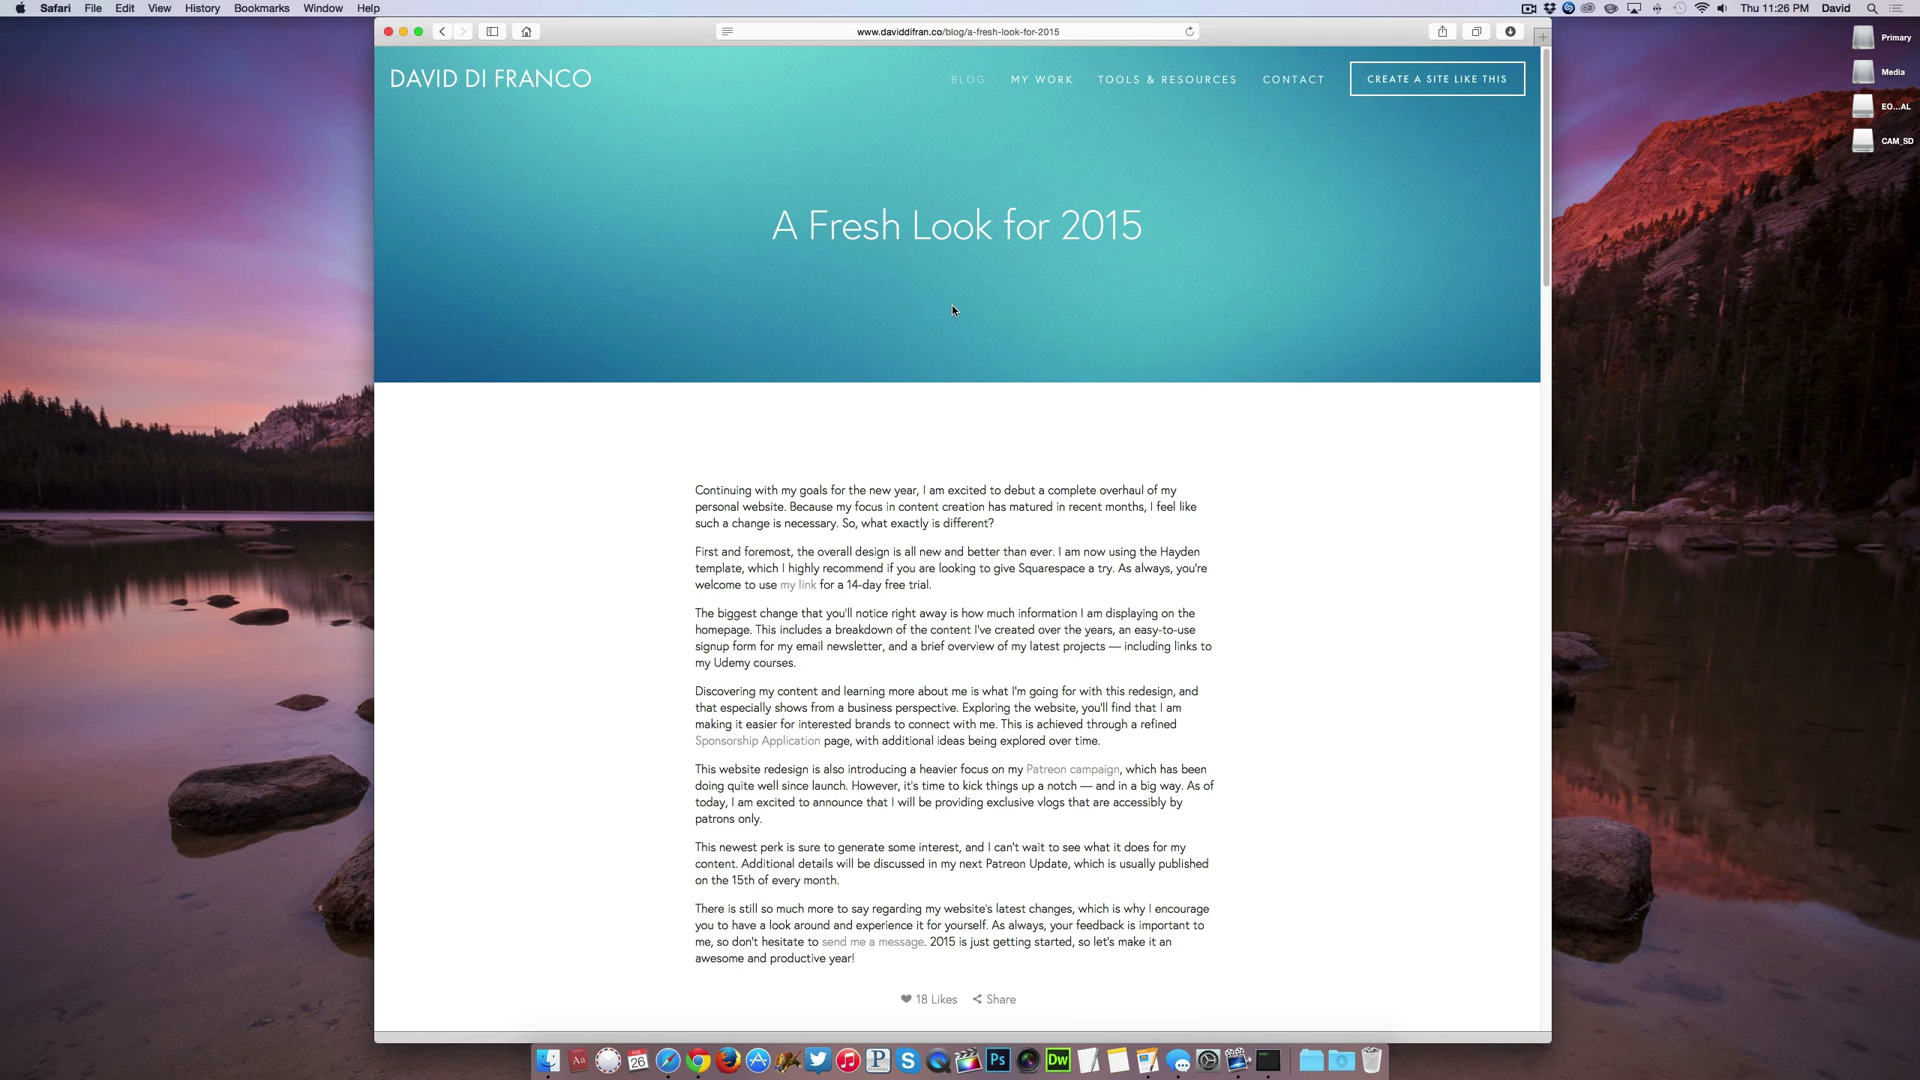 Safari File Edit View History Bookmarks Window Help
Thu 11:26 PM David
www.daviddifran.co/blog/a-fresh-look-for-2015
Primary
Media
EO...AL
CAM_SD
DAVID DI FRANCO
BLOG MY WORK TOOLS & RESOURCES CONTACT CREATE A SITE LIKE THIS
A Fresh Look for 2015
Continuing with my goals for the new year, I am excited to debut a complete overhaul of my
personal website. Because my focus in content creation has matured in recent months, I feel like
such a change is necessary. So, what exactly is different?
First and foremost, the overall design is all new and better than ever. I am now using the Hayden
template, which I highly recommend if you are looking to give Squarespace a try. As always, you're
welcome to use my link for a 14-day free trial.
The biggest change that you'll notice right away is how much information I am displaying on the
homepage. This includes a breakdown of the content I've created over the years, an easy-to-use
signup form for my email newsletter, and a brief overview of my latest projects — including links to
my Udemy courses.
Discovering my content and learning more about me is what I'm going for with this redesign, and
that especially shows from a business perspective. Exploring the website, you'll find that I am
making it easier for interested brands to connect with me. This is achieved through a refined
Sponsorship Application page, with additional ideas being explored over time.
This website redesign is also introducing a heavier focus on my Patreon campaign, which has been
doing quite well since launch. However, it's time to kick things up a notch — and in a big way. As of
today, I am excited to announce that I will be providing exclusive vlogs that are accessibly by
patrons only.
This newest perk is sure to generate some interest, and I can't wait to see what it does for my
content. Additional details will be discussed in my next Patreon Update, which is usually published
on the 15th of every month.
There is still so much more to say regarding my website's latest changes, which is why I encourage
you to have a look around and experience it for yourself. As always, your feedback is important to
me, so don't hesitate to send me a message. 2015 is just getting started, so let's make it an
awesome and productive year!
18 Likes Share
Aa
26
P
S
Ps
Dw